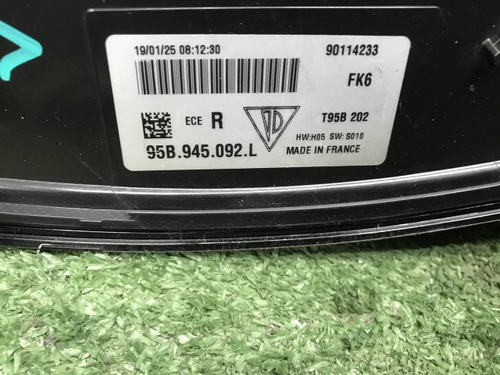 19/01/25 08:12:30 90114233
FK6
ECE R T95B 202
HW:H05 SW:S010
95B.945.092.L MADE IN FRANCE